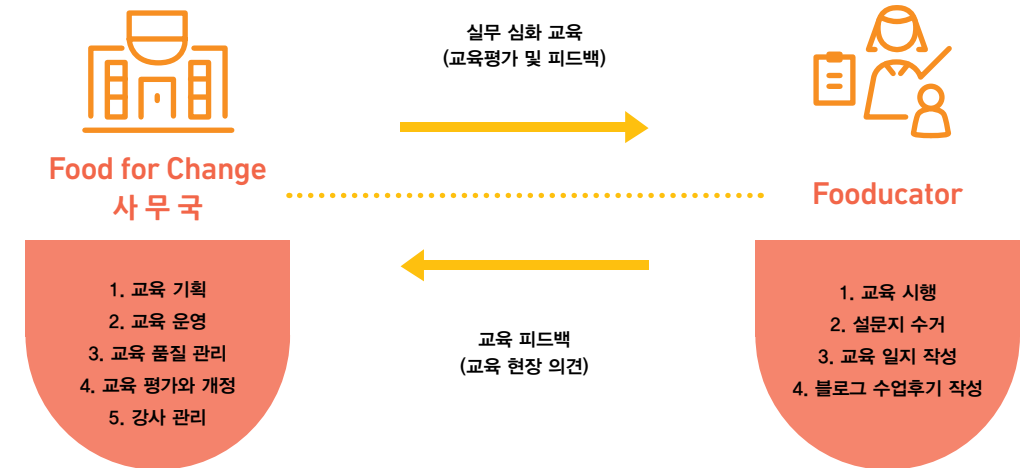 실무 심화 교육
(교육평가 및 피드백)
Food for Change
사 무 국
Fooducator
1. 교육 기획
2. 교육 운영
3. 교육 품질 관리
4. 교육 평가와 개정
5. 강사 관리
교육 피드백
(교육 현장 의견)
1. 교육 시행
2. 설문지 수거
3. 교육 일지 작성
4. 블로그 수업후기 작성